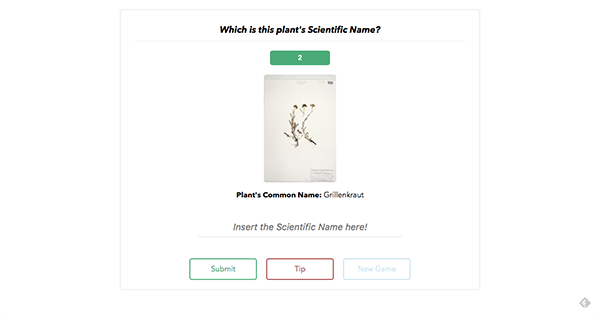 Which is this plant's Scientific Name?
2
Plant's Common Name: Grillenkraut
Insert the Scientific Name here!
Submit
Tip
New Game